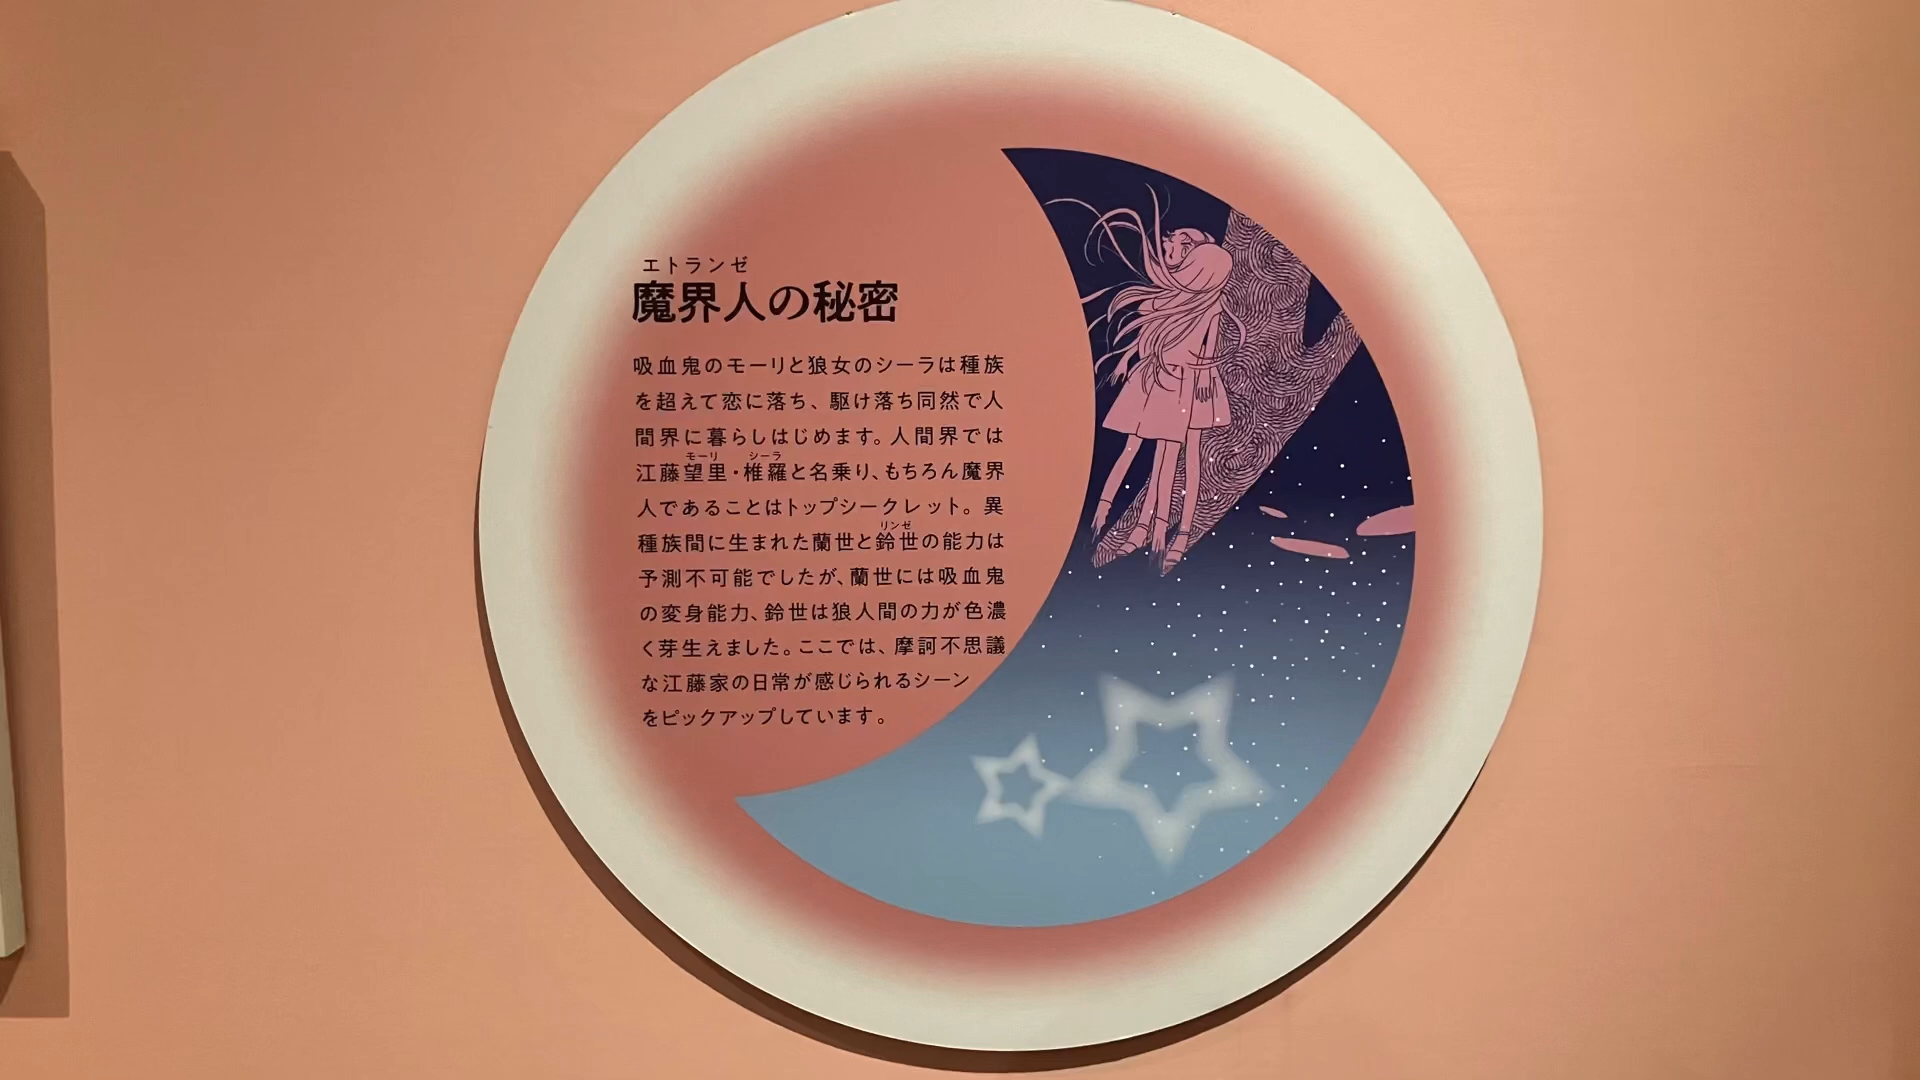 エトランゼ
魔界人の秘密
吸血鬼のモーリと狼女のシーラは種族
を超えて恋に落ち、駆け落ち同然で人
間界に暮らしはじめます。人間界では
モーリ シーラ
江藤望里・椎羅と名乗り、もちろん魔界
人であることはトップシークレット。異
リンゼ
種族間に生まれた蘭世と鈴世の能力は
予測不可能でしたが、蘭世には吸血鬼
の変身能力、鈴世は狼人間の力が色濃
く芽生えました。ここでは、摩訶不思議
な江藤家の日常が感じられるシーン
をピックアップしています。